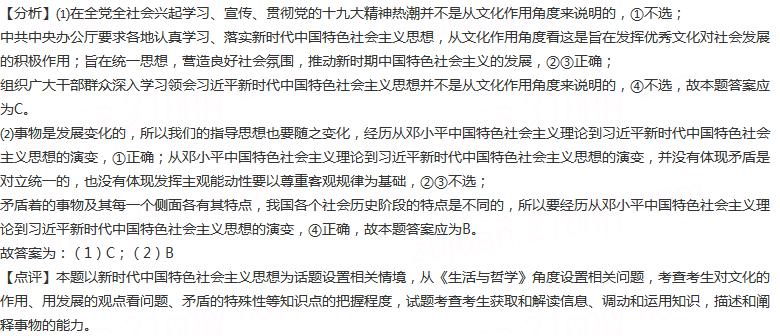 【分析】⑴在全党全社会兴起学习、宣传、贯彻党的十九大精神热潮并不是从文化作用角度来说明的，①不选；
中共中央办公厅要求各地认真学习、落实新时代中国特色社会主义思想，从文化作用角度看这是旨在发挥优秀文化对社会发展
的积极作用；旨在统一思想，营造良好社会氛围，推动新时期中国特色社会主义的发展，②③正确；
组织广大干部群众深入学习领会习近平新时代中国特色社会主义思想并不是从文化作用角度来说明的，④不选，故本题答案应
为C。
⑵事物是发展变化的，所以我们的指导思想也要随之变化，经历从邓小平中国特色社会主义理论到习近平新时代中国特色社会
主义思想的演变，①正确；从邓小平中国特色社会主义理论到习近平新时代中国特色社会主义思想的演变，并没有体现矛盾是
对立统一的，也没有体现发挥主观能动性要以尊重客观规律为基础，②③不选；
矛盾着的事物及其每一个侧面各有其特点，我国各个社会历史阶段的特点是不同的，所以要经历从邓小平中国特色社会主义理
论到习近平新时代中国特色社会主义思想的演变，④正确，故本题答案应为B。
故答案为：（1）C；（2）B
【点评】本题以新时代中国特色社会主义思想为话题设置相关情境，从《生活与哲学》角度设置相关问题，考查考生对文化的
作用、用发展的观点看问题、矛盾的特殊性等知识点的把握程度，试题考查考生获取和解读信息、调动和运用知识，描述和阐
释事物的能力。